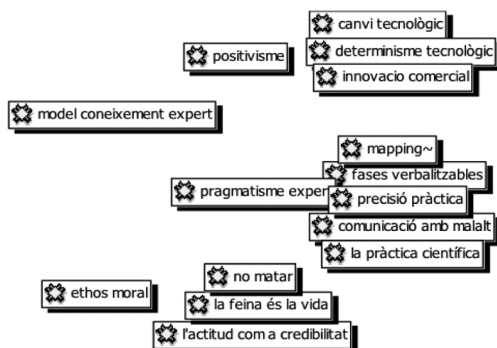 canvi tecnològic
positivisme
determinisme tecnològic
innovacio comercial
model coneixement expert
mapping~
fases verbalitzables
pragmatisme exper
precisió pràctica
comunicació amb malalt
la pràctica científica
no matar
ethos moral
la feina és la vida
l'actitud com a credibilitat